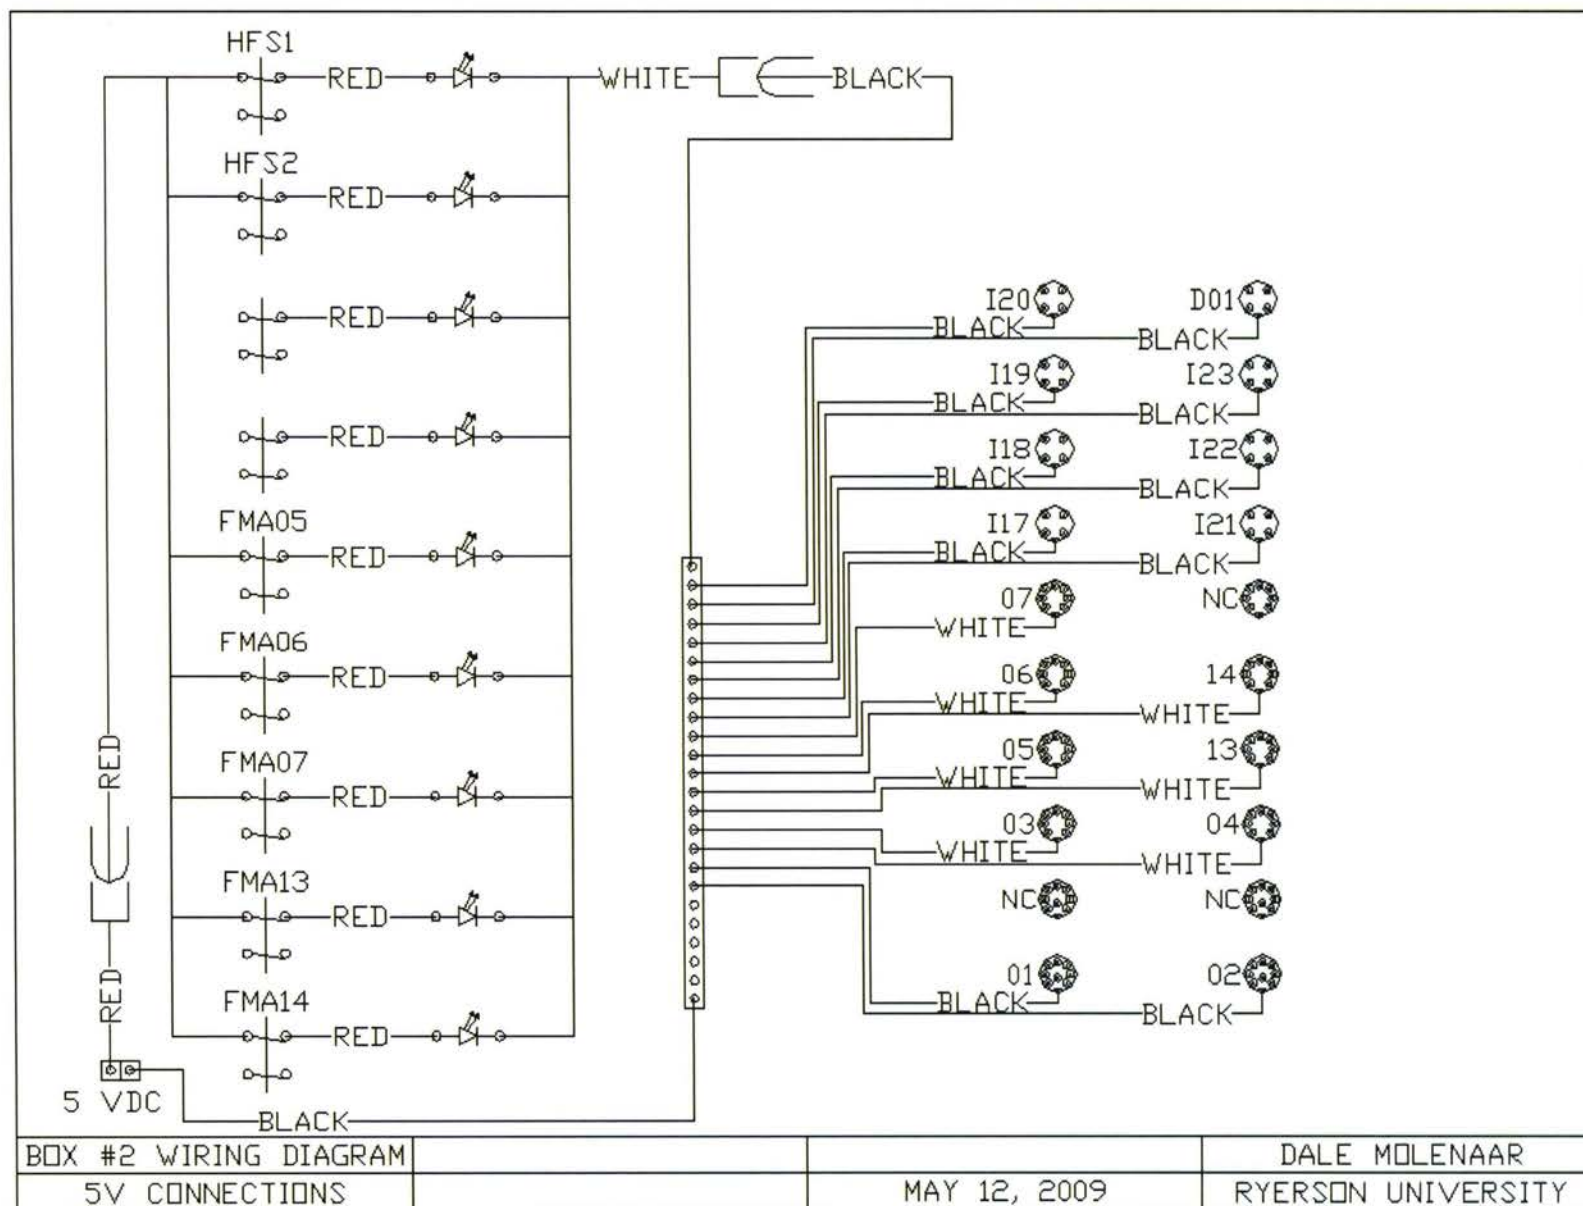 HFS1
RED
WHITE
BLACK
HFS2
RED
RED
RED
FMA05
RED
FMA06
RED
FMA07
RED
FMA13
RED
FMA14
RED
RED
RED
5 VDC
BLACK
I20
BLACK
D01
BLACK
I19
BLACK
I23
BLACK
I18
BLACK
I22
BLACK
I17
BLACK
I21
BLACK
07
WHITE
NC
06
WHITE
14
WHITE
05
WHITE
13
WHITE
03
WHITE
04
WHITE
NC
NC
01
BLACK
02
BLACK
BOX #2 WIRING DIAGRAM
DALE MOLENAAR
5V CONNECTIONS
MAY 12, 2009
RYERSON UNIVERSITY